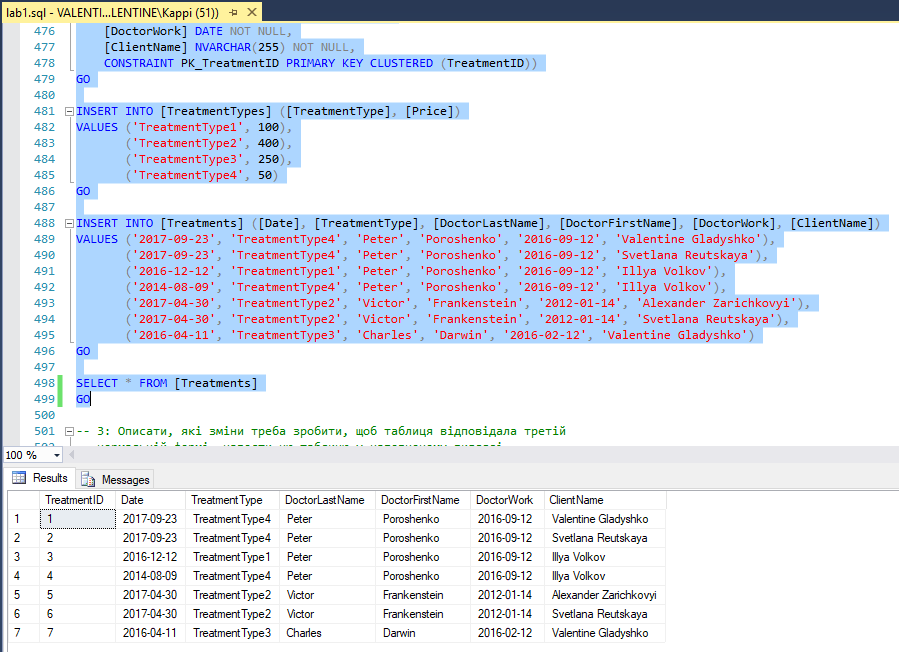 lab1.sql - VALENTI...LENTINE\Kappi (51))
476 [DoctorWork] DATE NOT NULL,
477 [ClientName] NVARCHAR(255) NOT NULL,
478 CONSTRAINT PK_TreatmentID PRIMARY KEY CLUSTERED (TreatmentID))
479 GO
480
481 INSERT INTO [TreatmentTypes] ([TreatmentType], [Price])
482 VALUES ('TreatmentType1', 100),
483 ('TreatmentType2', 400),
484 ('TreatmentType3', 250),
485 ('TreatmentType4', 50)
486 GO
487
488 INSERT INTO [Treatments] ([Date], [TreatmentType], [DoctorLastName], [DoctorFirstName], [DoctorWork], [ClientName])
489 VALUES ('2017-09-23', 'TreatmentType4', 'Peter', 'Poroshenko', '2016-09-12', 'Valentine Gladyshko'),
490 ('2017-09-23', 'TreatmentType4', 'Peter', 'Poroshenko', '2016-09-12', 'Svetlana Reutskaya'),
491 ('2016-12-12', 'TreatmentType1', 'Peter', 'Poroshenko', '2016-09-12', 'Illya Volkov'),
492 ('2014-08-09', 'TreatmentType4', 'Peter', 'Poroshenko', '2016-09-12', 'Illya Volkov'),
493 ('2017-04-30', 'TreatmentType2', 'Victor', 'Frankenstein', '2012-01-14', 'Alexander Zarichkovyi'),
494 ('2017-04-30', 'TreatmentType2', 'Victor', 'Frankenstein', '2012-01-14', 'Svetlana Reutskaya'),
495 ('2016-04-11', 'TreatmentType3', 'Charles', 'Darwin', '2016-02-12', 'Valentine Gladyshko')
496 GO
497
498 SELECT * FROM [Treatments]
499 GO
500
501 -- 3: Описати, які зміни треба зробити, щоб таблиця відповідала третій
100 %
Results Messages
TreatmentID Date TreatmentType DoctorLastName DoctorFirstName DoctorWork ClientName
1 1 2017-09-23 TreatmentType4 Peter Poroshenko 2016-09-12 Valentine Gladyshko
2 2 2017-09-23 TreatmentType4 Peter Poroshenko 2016-09-12 Svetlana Reutskaya
3 3 2016-12-12 TreatmentType1 Peter Poroshenko 2016-09-12 Illya Volkov
4 4 2014-08-09 TreatmentType4 Peter Poroshenko 2016-09-12 Illya Volkov
5 5 2017-04-30 TreatmentType2 Victor Frankenstein 2012-01-14 Alexander Zarichkovyi
6 6 2017-04-30 TreatmentType2 Victor Frankenstein 2012-01-14 Svetlana Reutskaya
7 7 2016-04-11 TreatmentType3 Charles Darwin 2016-02-12 Valentine Gladyshko